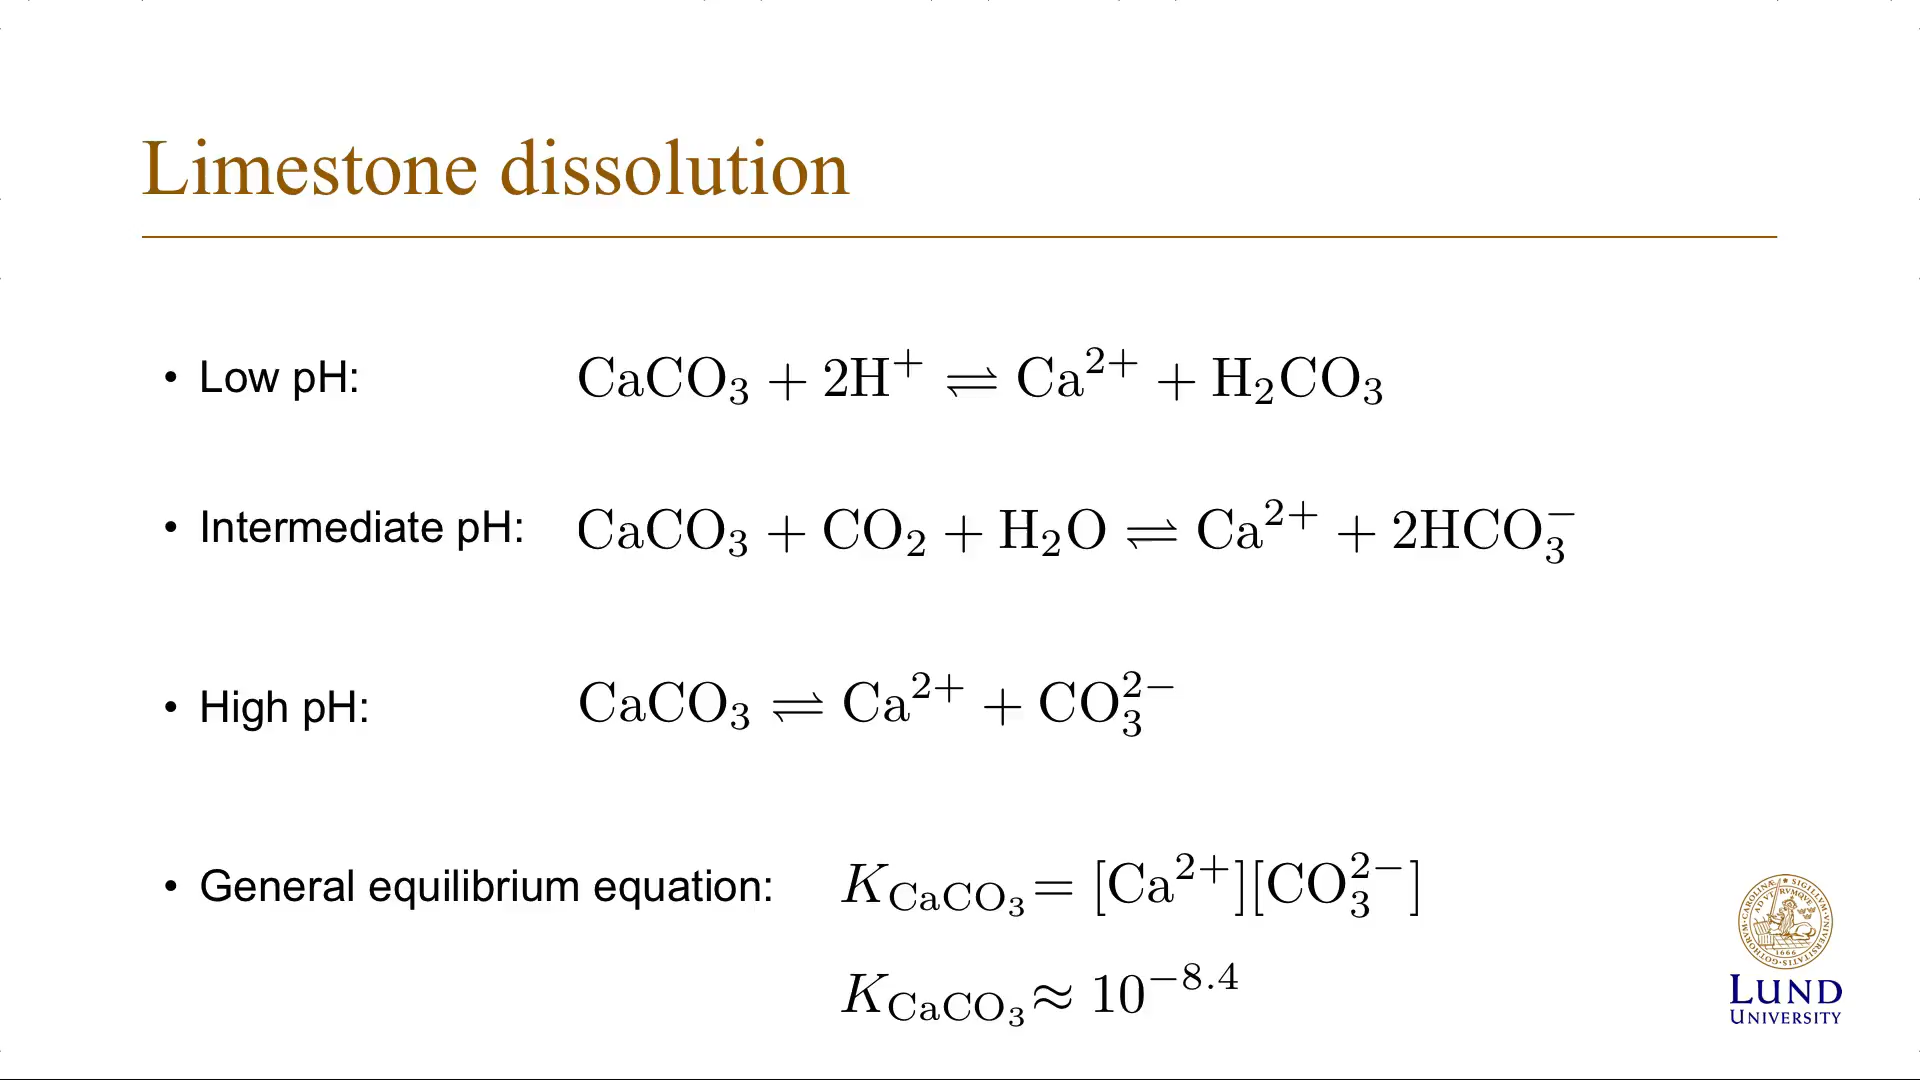 Limestone dissolution
• Low pH: CaCO₃ + 2H⁺ ⇌ Ca²⁺ + H₂CO₃
• Intermediate pH: CaCO₃ + CO₂ + H₂O ⇌ Ca²⁺ + 2HCO₃⁻
• High pH: CaCO₃ ⇌ Ca²⁺ + CO₃²⁻
• General equilibrium equation: K_CaCO₃ = [Ca²⁺][CO₃²⁻]
K_CaCO₃ ≈ 10⁻⁸·⁴
1666
LUND
UNIVERSITY